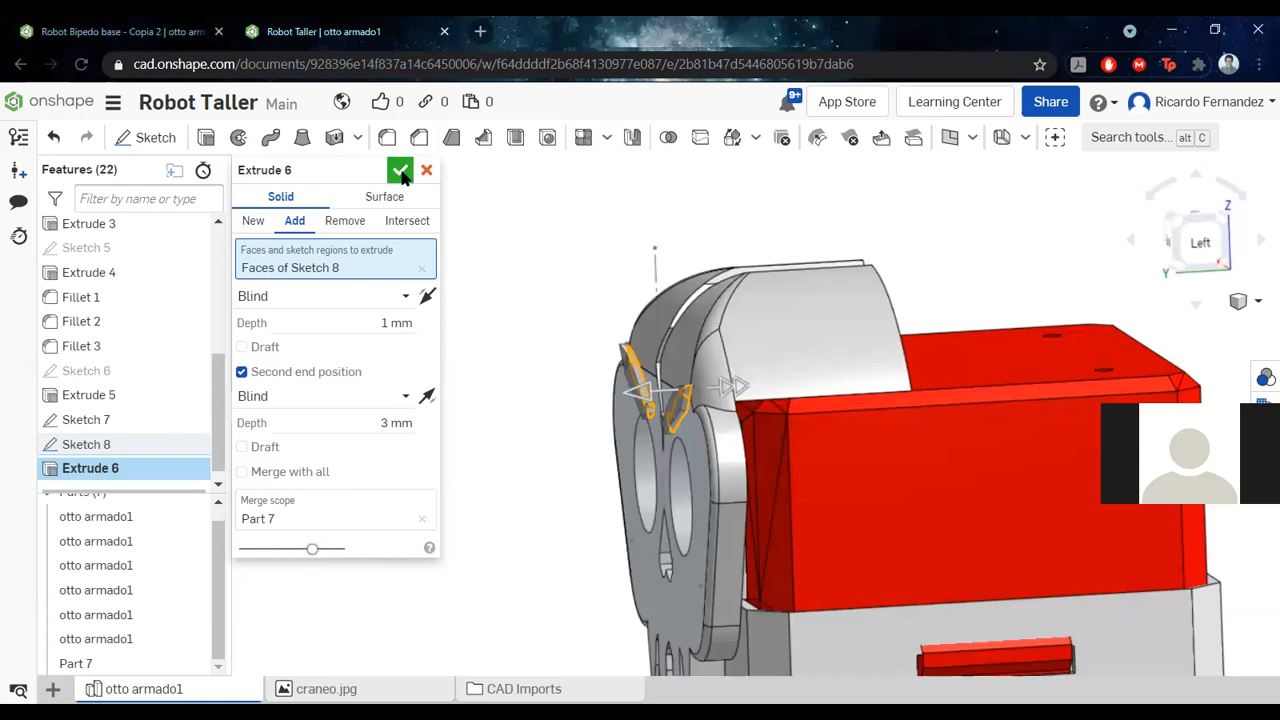 Robot Bipedo base - Copia 2 | otto arm
Robot Taller | otto armado1
cad.onshape.com/documents/928396e14f837a14c6450006/w/f64ddddf2b68f4130977e087/e/2b81b47d5446805619b7dab6
onshape
Robot Taller Main
0
0
0
9+
App Store
Learning Center
Share
Ricardo Fernandez
Sketch
Search tools...
alt
C
Features (22)
Filter by name or type
Extrude 3
Sketch 5
Extrude 4
Fillet 1
Fillet 2
Fillet 3
Sketch 6
Extrude 5
Sketch 7
Sketch 8
Extrude 6
Parts (7)
otto armado1
otto armado1
otto armado1
otto armado1
otto armado1
otto armado1
Part 7
Extrude 6
Solid
Surface
New
Add
Remove
Intersect
Faces and sketch regions to extrude
Faces of Sketch 8
Blind
Depth
1 mm
Draft
Second end position
Blind
Depth
3 mm
Draft
Merge with all
Merge scope
Part 7
Z
Left
Y
otto armado1
craneo.jpg
CAD Imports